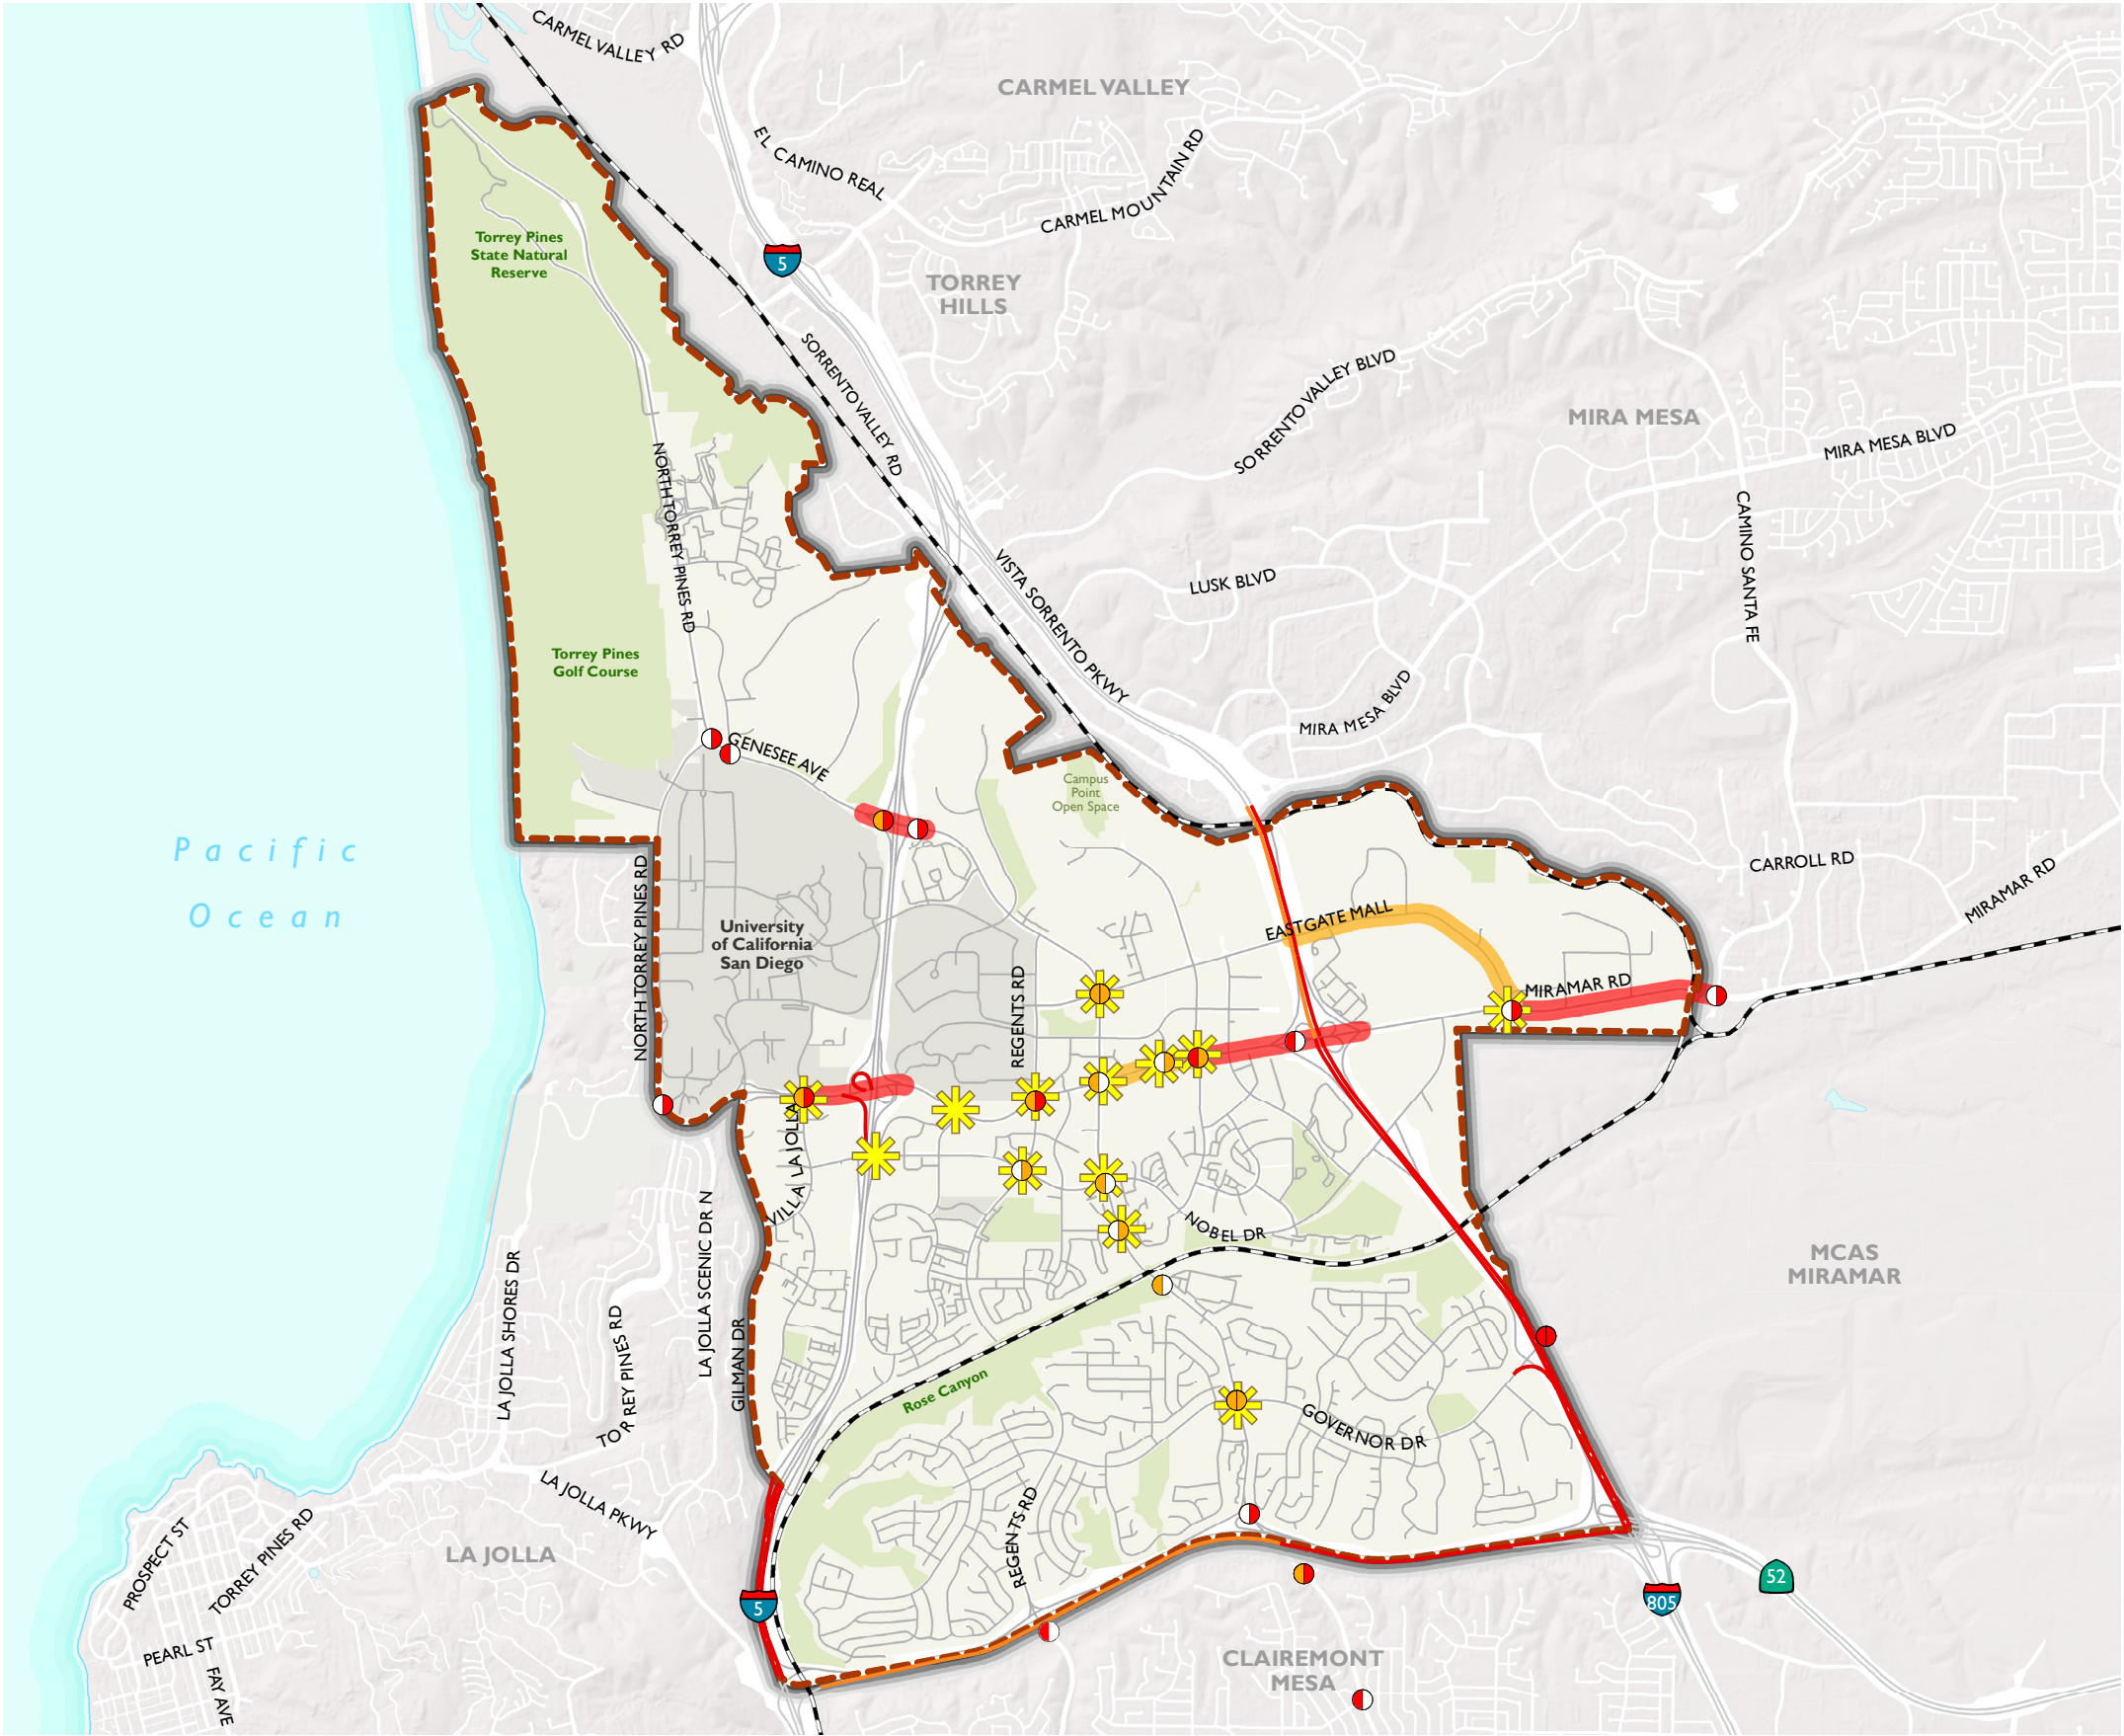 CARMEL VALLEY RD
CARMEL VALLEY
EL CAMINO REAL
CARMEL MOUNTAIN RD
Torrey Pines
State Natural
Reserve
5
TORREY
HILLS
SORRENTO VALLEY RD
SORRENTO VALLEY BLVD
MIRA MESA
MIRA MESA BLVD
NORTH TORREY PINES RD
CAMINO SANTA FE
VISTA SORRENTO PKWY
LUSK BLVD
Torrey Pines
Golf Course
MIRA MESA BLVD
GENESEE AVE
Campus
Point
Open Space
Pacific
Ocean
NORTH TORREY PINES RD
University
of California
San Diego
EASTGATE MALL
CARROLL RD
MIRAMAR RD
REGENTS RD
MIRAMAR RD
VILLA LA JOLLA
NOBEL DR
MCAS
MIRAMAR
LA JOLLA SHORES DR
TORREY PINES RD
LA JOLLA SCENIC DR N
GILMAN DR
Rose Canyon
GOVERNOR DR
LA JOLLA PKWY
REGENTS RD
PROSPECT ST
TORREY PINES RD
LA JOLLA
5
805
52
PEARL ST
FAY AVE
CLAIREMONT
MESA